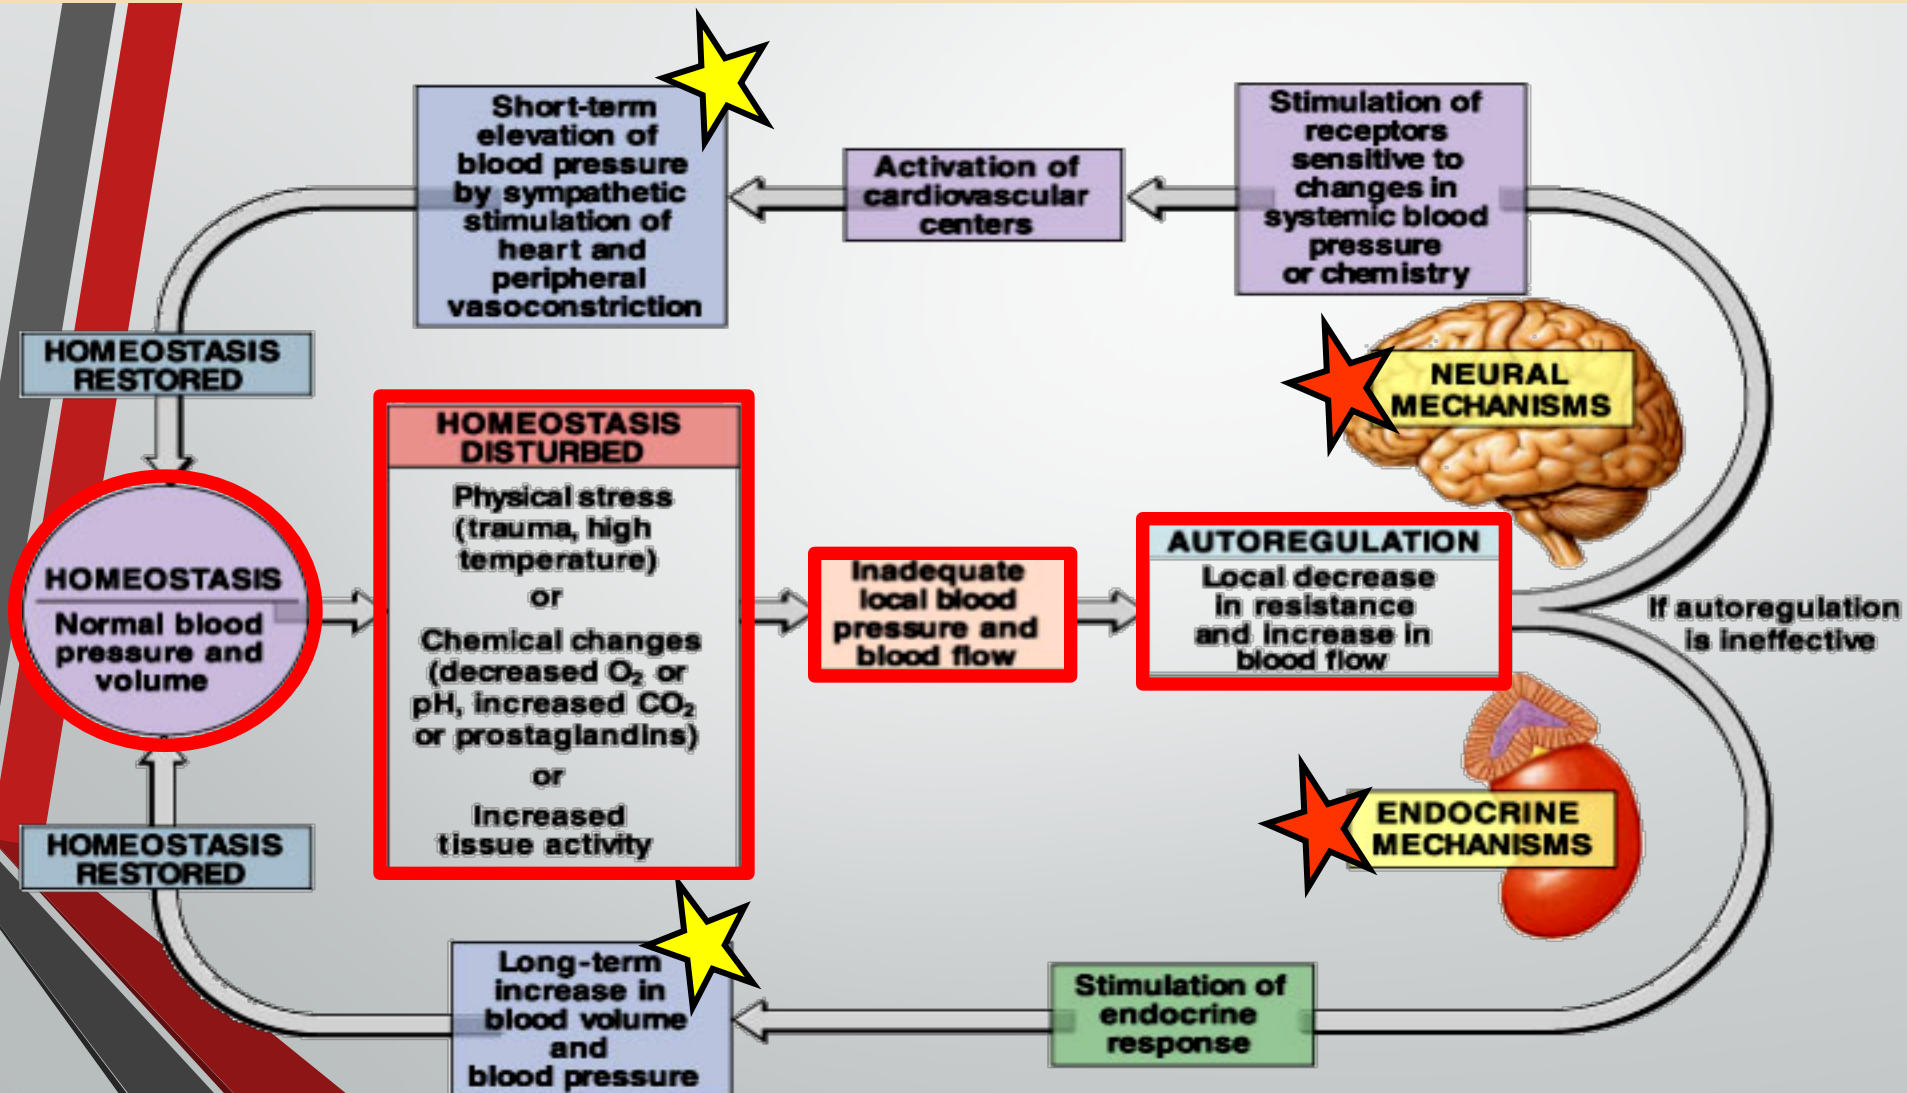 Short-term
elevation of
blood pressure
by sympathetic
stimulation of
heart and
peripheral
vasoconstriction
Activation of
cardiovascular
centers
Stimulation of
receptors
sensitive to
changes in
systemic blood
pressure
or chemistry
HOMEOSTASIS
RESTORED
NEURAL
MECHANISMS
HOMEOSTASIS
Normal blood
pressure and
volume
HOMEOSTASIS
DISTURBED
Physical stress
(trauma, high
temperature)
or
Chemical changes
(decreased O₂ or
pH, increased CO₂
or prostaglandins)
or
Increased
tissue activity
Inadequate
local blood
pressure and
blood flow
AUTOREGULATION
Local decrease
in resistance
and increase in
blood flow
If autoregulation
is ineffective
ENDOCRINE
MECHANISMS
HOMEOSTASIS
RESTORED
Long-term
increase in
blood volume
and
blood pressure
Stimulation of
endocrine
response